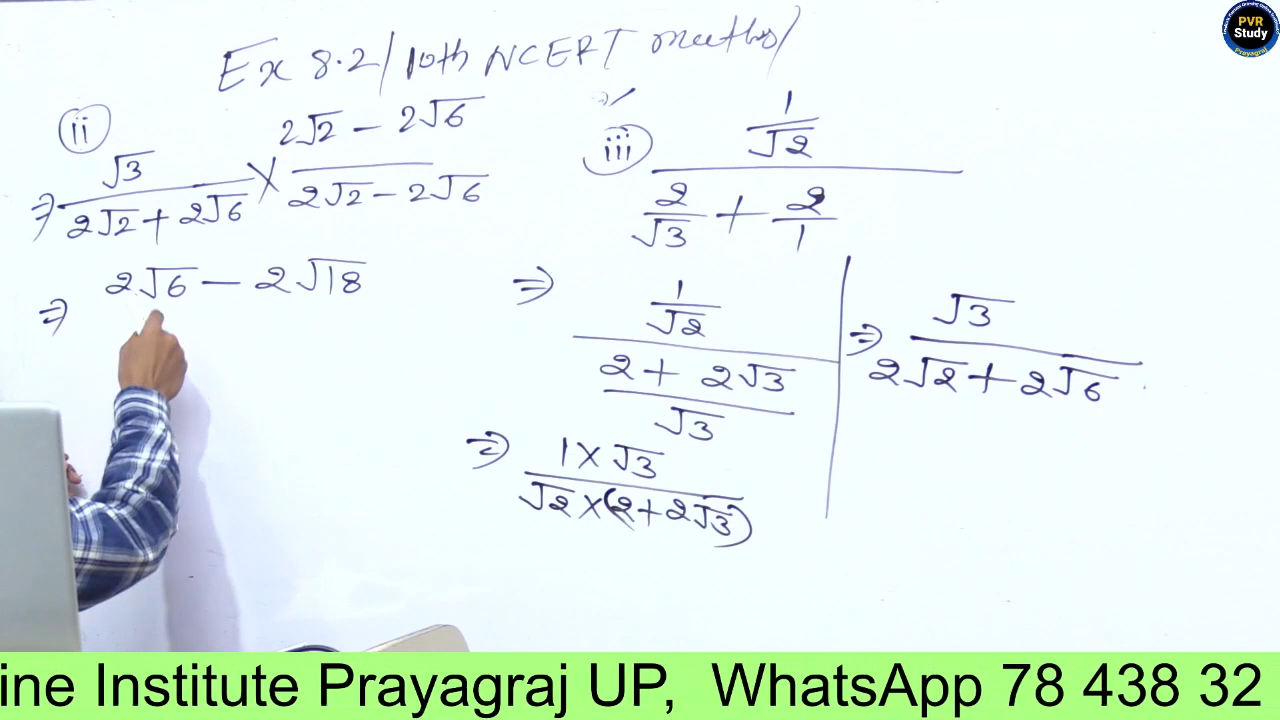 Ex 8.2/10th NCERT maths/
PVR
Study
Prayagraj
ii
√3 / (2√2 + 2√6) × (2√2 - 2√6) / (2√2 - 2√6)
⇒
2√6 - 2√18
⇒
iii
1/√2
2/√3 + 2/1
⇒
1/√2
2 + 2√3
√3
⇒ 1×√3
√2×(2+2√3)
⇒ √3
2√2+2√6
ine Institute Prayagraj UP, WhatsApp 78 438 32